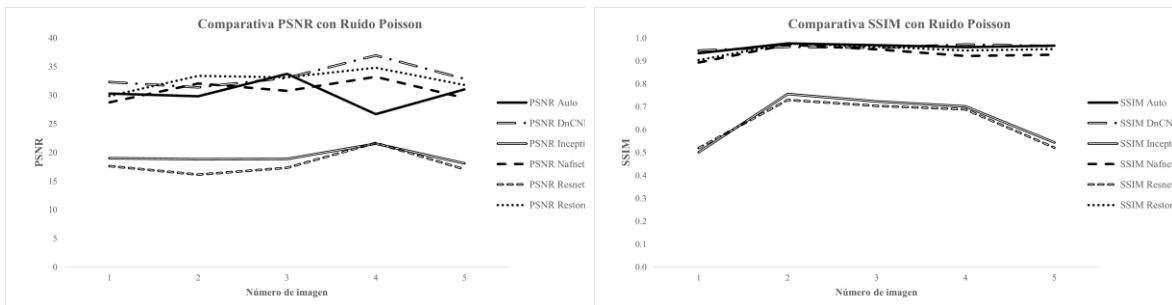 Comparativa PSNR con Ruido Poisson
40
35
30
25
20
15
10
5
0
PSNR
1 2 3 4 5
Número de imagen
PSNR Auto
PSNR DnCN
PSNR Incepti
PSNR Nafnet
PSNR Resnet
PSNR Restor
Comparativa SSIM con Ruido Poisson
1.0
0.9
0.8
0.7
0.6
0.5
0.4
0.3
0.2
0.1
0.0
SSIM
1 2 3 4 5
Número de imagen
SSIM Auto
SSIM DnCN
SSIM Incept
SSIM Nafne
SSIM Resne
SSIM Restor